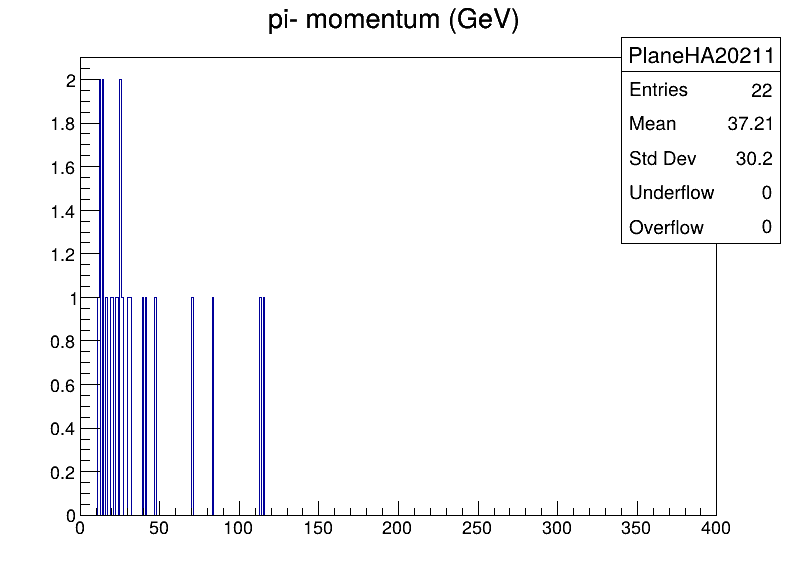 pi- momentum (GeV)
PlaneHA20211
Entries 22
Mean 37.21
Std Dev 30.2
Underflow 0
Overflow 0
2
1.8
1.6
1.4
1.2
1
0.8
0.6
0.4
0.2
0
0 50 100 150 200 250 300 350 400